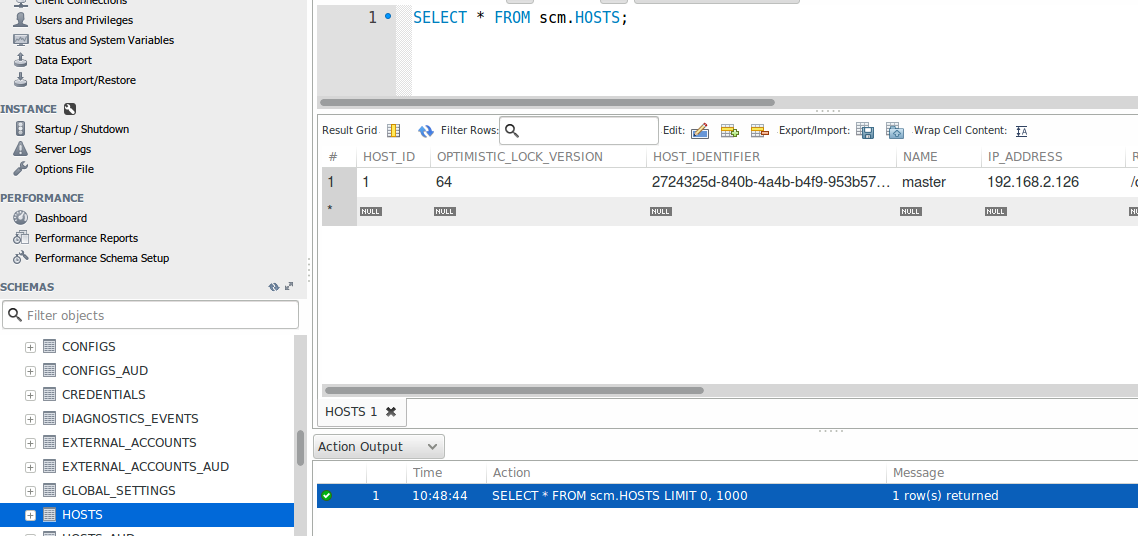 Client Connections
Users and Privileges
Status and System Variables
Data Export
Data Import/Restore
INSTANCE
Startup / Shutdown
Server Logs
Options File
PERFORMANCE
Dashboard
Performance Reports
Performance Schema Setup
SCHEMAS
Filter objects
CONFIGS
CONFIGS_AUD
CREDENTIALS
DIAGNOSTICS_EVENTS
EXTERNAL_ACCOUNTS
EXTERNAL_ACCOUNTS_AUD
GLOBAL_SETTINGS
HOSTS
HOSTS_AUD
1 SELECT * FROM scm.HOSTS;
Result Grid Filter Rows: Edit: Export/Import: Wrap Cell Content: IA
# HOST_ID OPTIMISTIC_LOCK_VERSION HOST_IDENTIFIER NAME IP_ADDRESS R
1 1 64 2724325d-840b-4a4b-b4f9-953b57... master 192.168.2.126 /
* NULL NULL NULL NULL NULL NULL
HOSTS 1
Action Output
Time Action Message
1 10:48:44 SELECT * FROM scm.HOSTS LIMIT 0, 1000 1 row(s) returned